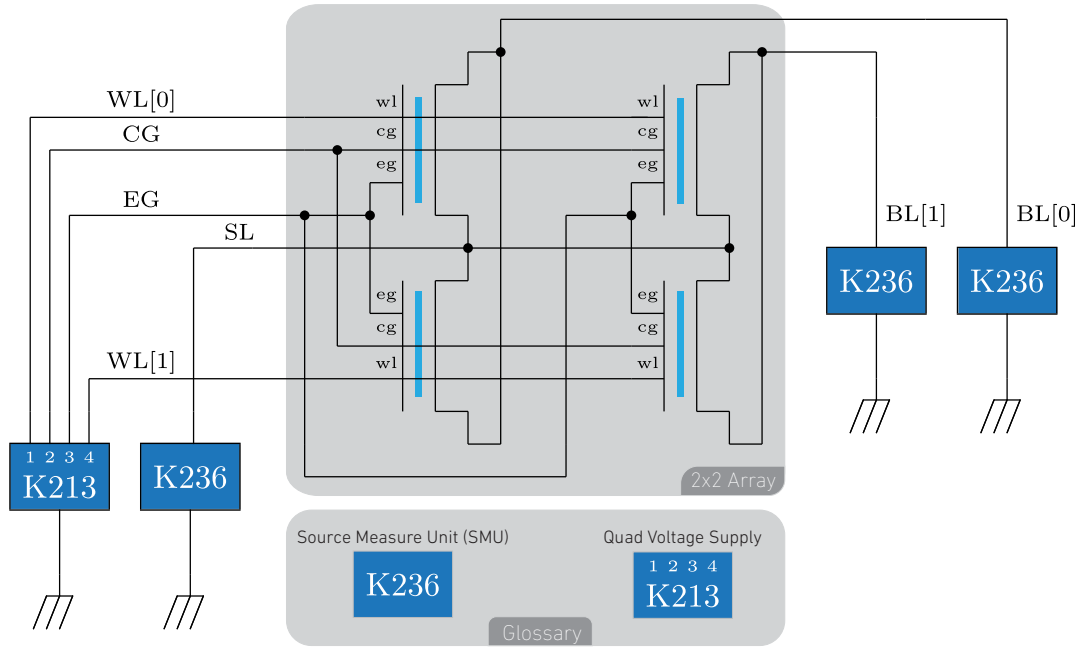 WL[0]
CG
EG
SL
WL[1]
wl
cg
eg
wl
cg
eg
eg
cg
wl
eg
cg
wl
BL[1]
BL[0]
K236
K236
1 2 3 4
K213
K236
2x2 Array
Source Measure Unit (SMU)
K236
Quad Voltage Supply
1 2 3 4
K213
Glossary